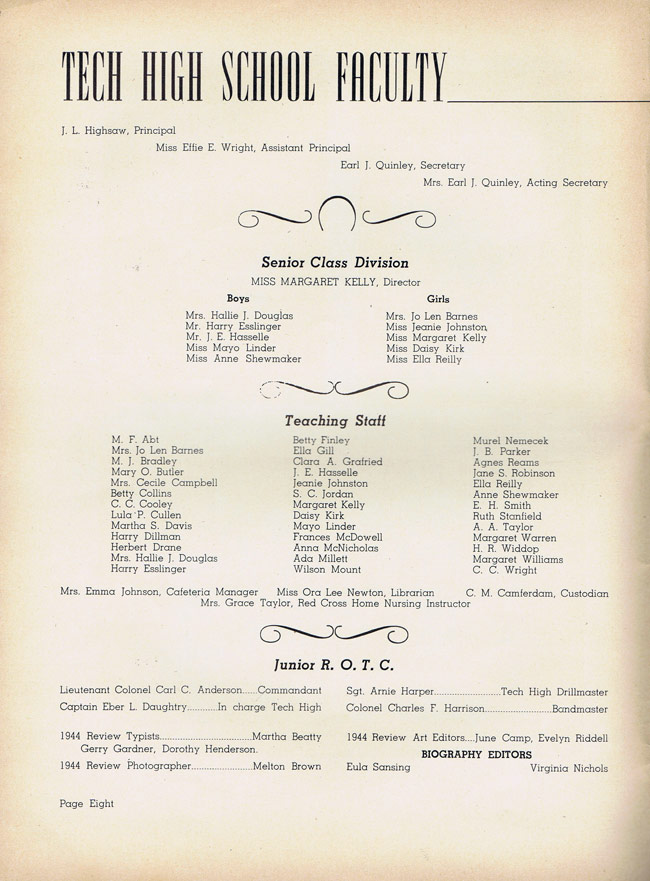 TECH HIGH SCHOOL FACULTY
J. L. Highsaw, Principal
Miss Effie E. Wright, Assistant Principal
Earl J. Quinley, Secretary
Mrs. Earl J. Quinley, Acting Secretary
Senior Class Division
MISS MARGARET KELLY, Director
Boys
Mrs. Hallie J. Douglas
Mr. Harry Esslinger
Mr. J. E. Hasselle
Miss Mayo Linder
Miss Anne Shewmaker
Girls
Mrs. Jo Len Barnes
Miss Jeanie Johnston
Miss Margaret Kelly
Miss Daisy Kirk
Miss Ella Reilly
Teaching Staff
M. F. Abt
Mrs. Jo Len Barnes
M. J. Bradley
Mary O. Butler
Mrs. Cecile Campbell
Betty Collins
C. C. Cooley
Lula P. Cullen
Martha S. Davis
Harry Dillman
Herbert Drane
Mrs. Hallie J. Douglas
Harry Esslinger
Betty Finley
Ella Gill
Clara A. Grafried
J. E. Hasselle
Jeanie Johnston
S. C. Jordan
Margaret Kelly
Daisy Kirk
Mayo Linder
Frances McDowell
Anna McNicholas
Ada Millett
Wilson Mount
Murel Nemecek
J. B. Parker
Agnes Reams
Jane S. Robinson
Ella Reilly
Anne Shewmaker
E. H. Smith
Ruth Stanfield
A. A. Taylor
Margaret Warren
H. R. Widdop
Margaret Williams
C. C. Wright
Mrs. Emma Johnson, Cafeteria Manager Miss Ora Lee Newton, Librarian C. M. Camferdam, Custodian
Mrs. Grace Taylor, Red Cross Home Nursing Instructor
Junior R. O. T. C.
Lieutenant Colonel Carl C. Anderson......Commandant
Captain Eber L. Daughtry............In charge Tech High
Sgt. Arnie Harper..........................Tech High Drillmaster
Colonel Charles F. Harrison..........................Bandmaster
1944 Review Typists....................................Martha Beatty
Gerry Gardner, Dorothy Henderson.
1944 Review Photographer........................Melton Brown
1944 Review Art Editors....June Camp, Evelyn Riddell
BIOGRAPHY EDITORS
Eula Sansing Virginia Nichols
Page Eight